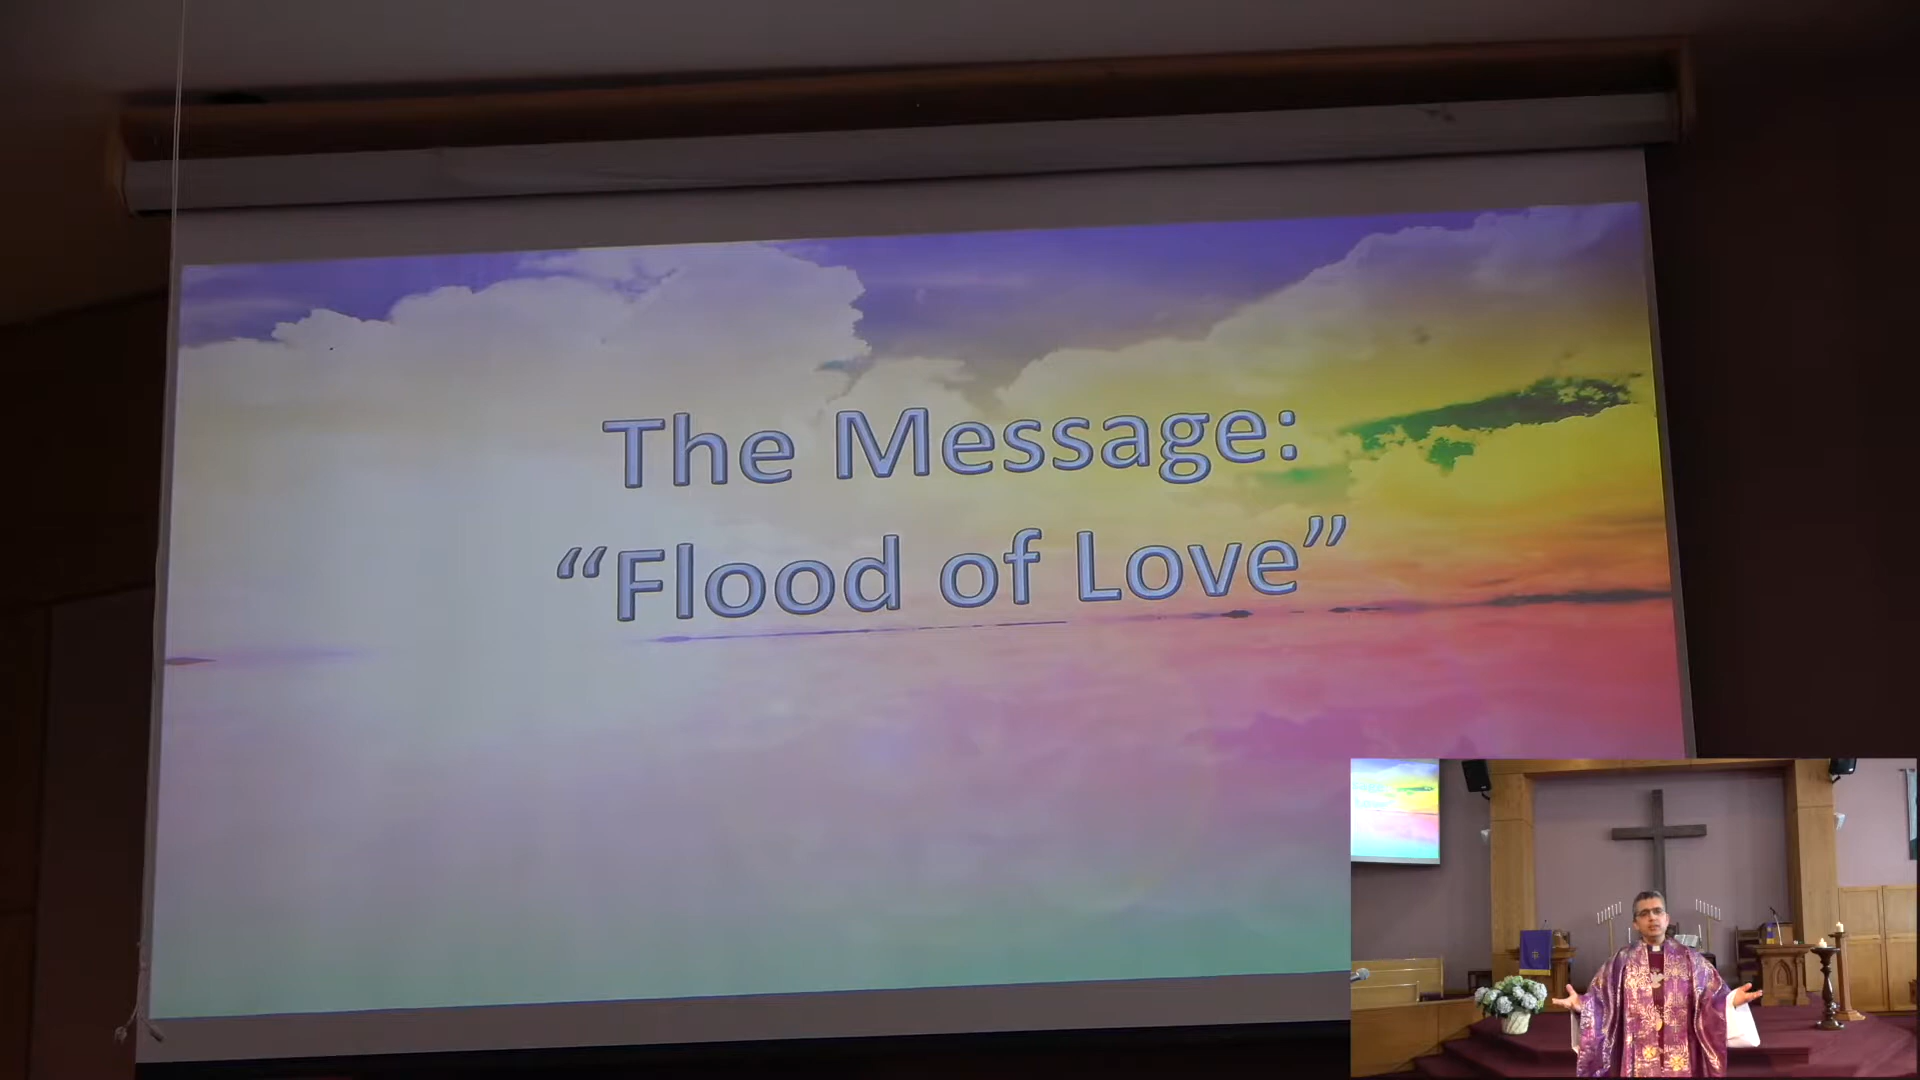 The Message:
“Flood of Love”